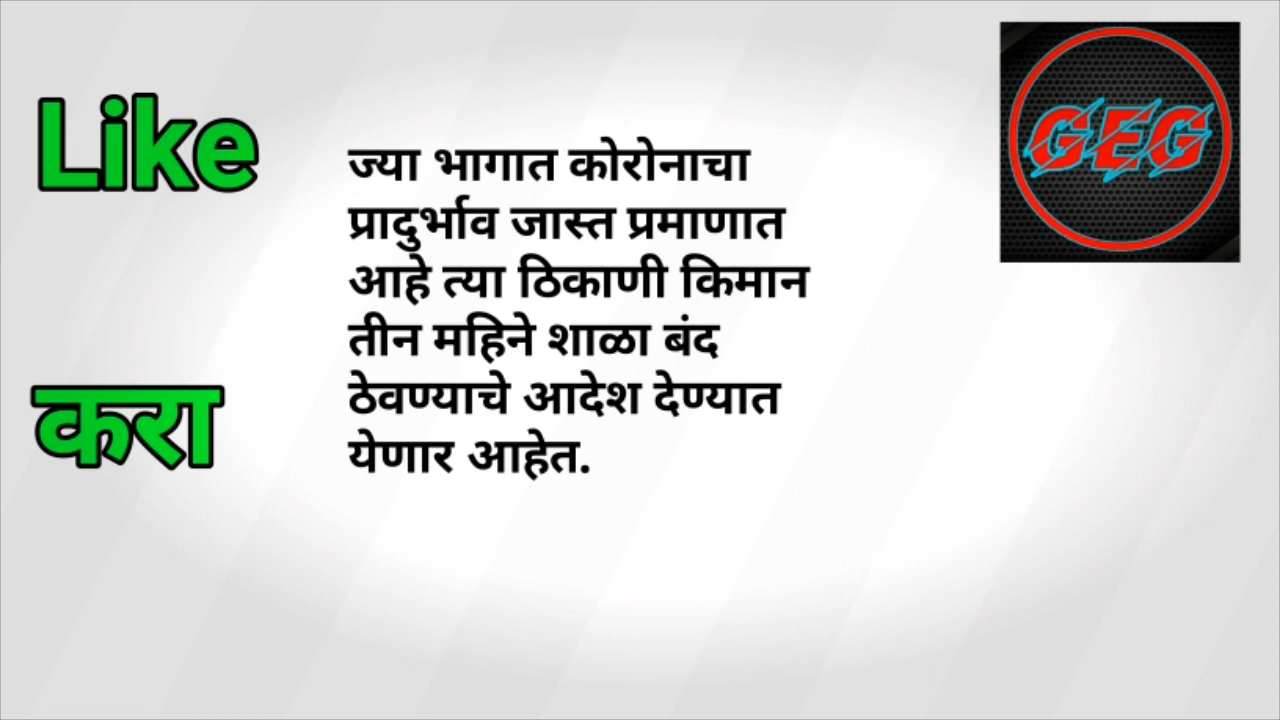 Like
करा
ज्या भागात कोरोनाचा
प्रादुर्भाव जास्त प्रमाणात
आहे त्या ठिकाणी किमान
तीन महिने शाळा बंद
ठेवण्याचे आदेश देण्यात
येणार आहेत.
GEG